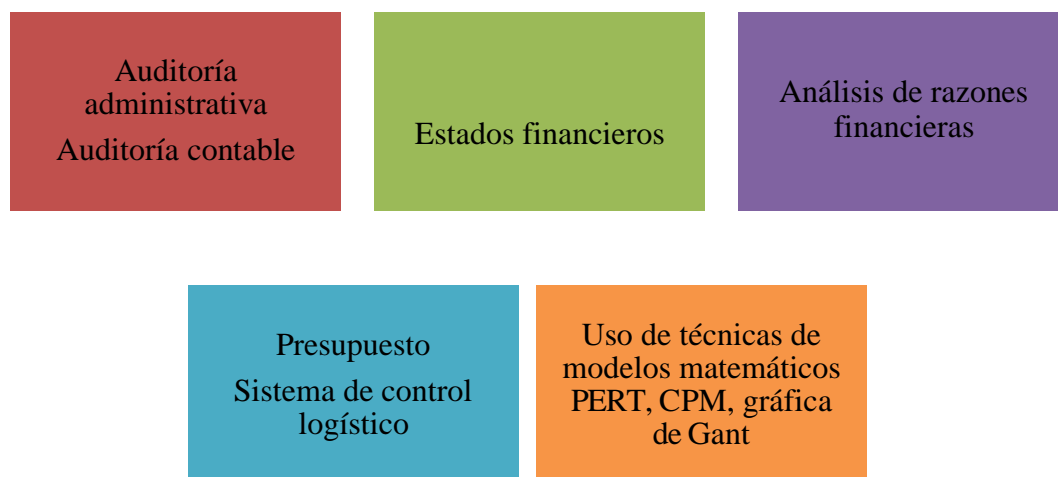 Auditoría
administrativa
Auditoría contable
Estados financieros
Análisis de razones
financieras
Presupuesto
Sistema de control
logístico
Uso de técnicas de
modelos matemáticos
PERT, CPM, gráfica
de Gant